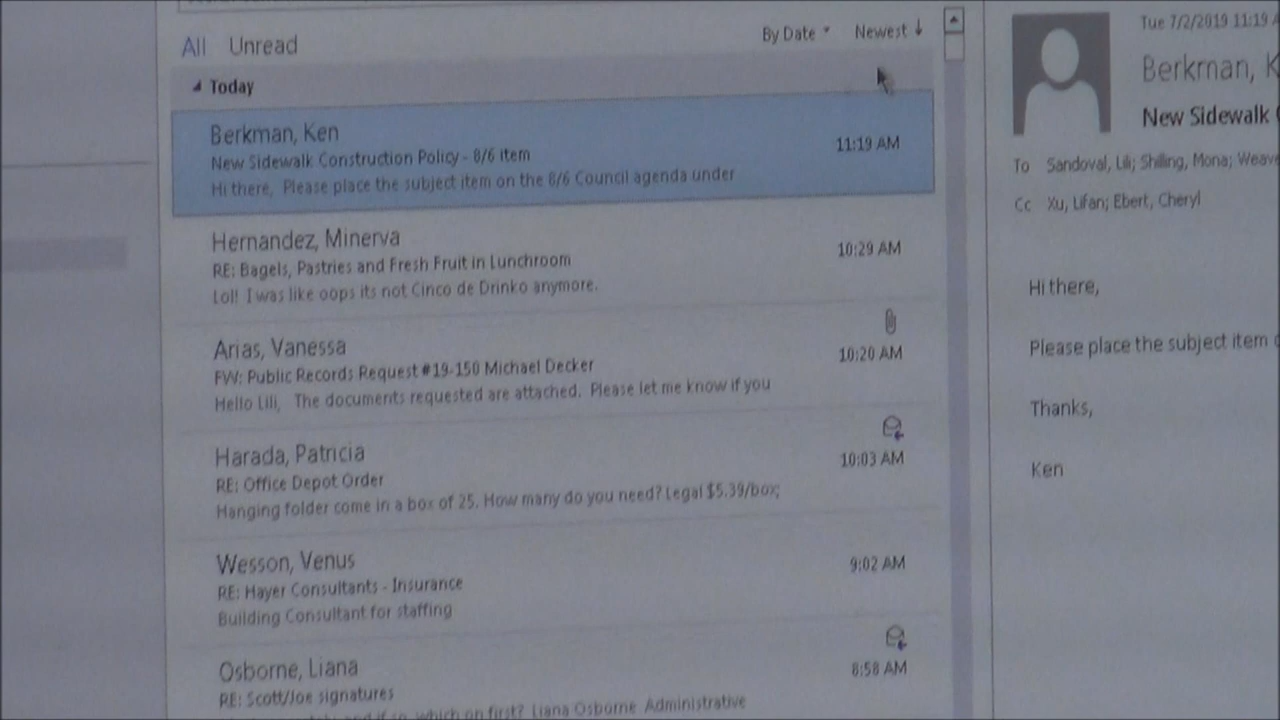 All Unread By Date Newest
Today
Berkman, Ken
New Sidewalk Construction Policy - 8/6 item 11:19 AM
Hi there, Please place the subject item on the 8/6 Council agenda under
Hernandez, Minerva
RE: Bagels, Pastries and Fresh Fruit in Lunchroom 10:29 AM
Lol! I was like oops its not Cinco de Drinko anymore.
Arias, Vanessa
FW: Public Records Request #19-150 Michael Decker 10:20 AM
Hello Lili, The documents requested are attached. Please let me know if you
Harada, Patricia
RE: Office Depot Order 10:03 AM
Hanging folder come in a box of 25. How many do you need? Legal $5.39/box;
Wesson, Venus
RE: Hayer Consultants - Insurance 9:02 AM
Building Consultant for staffing
Osborne, Liana
RE: Scott/Joe signatures 8:58 AM
and if so, which on first? Liana Osborne Administrative
Tue 7/2/2019 11:19
Berkman, K
New Sidewalk
To Sandoval, Lili; Shilling, Mona; Weave
Cc Xu, Lifan; Ebert, Cheryl
Hi there,
Please place the subject item
Thanks,
Ken